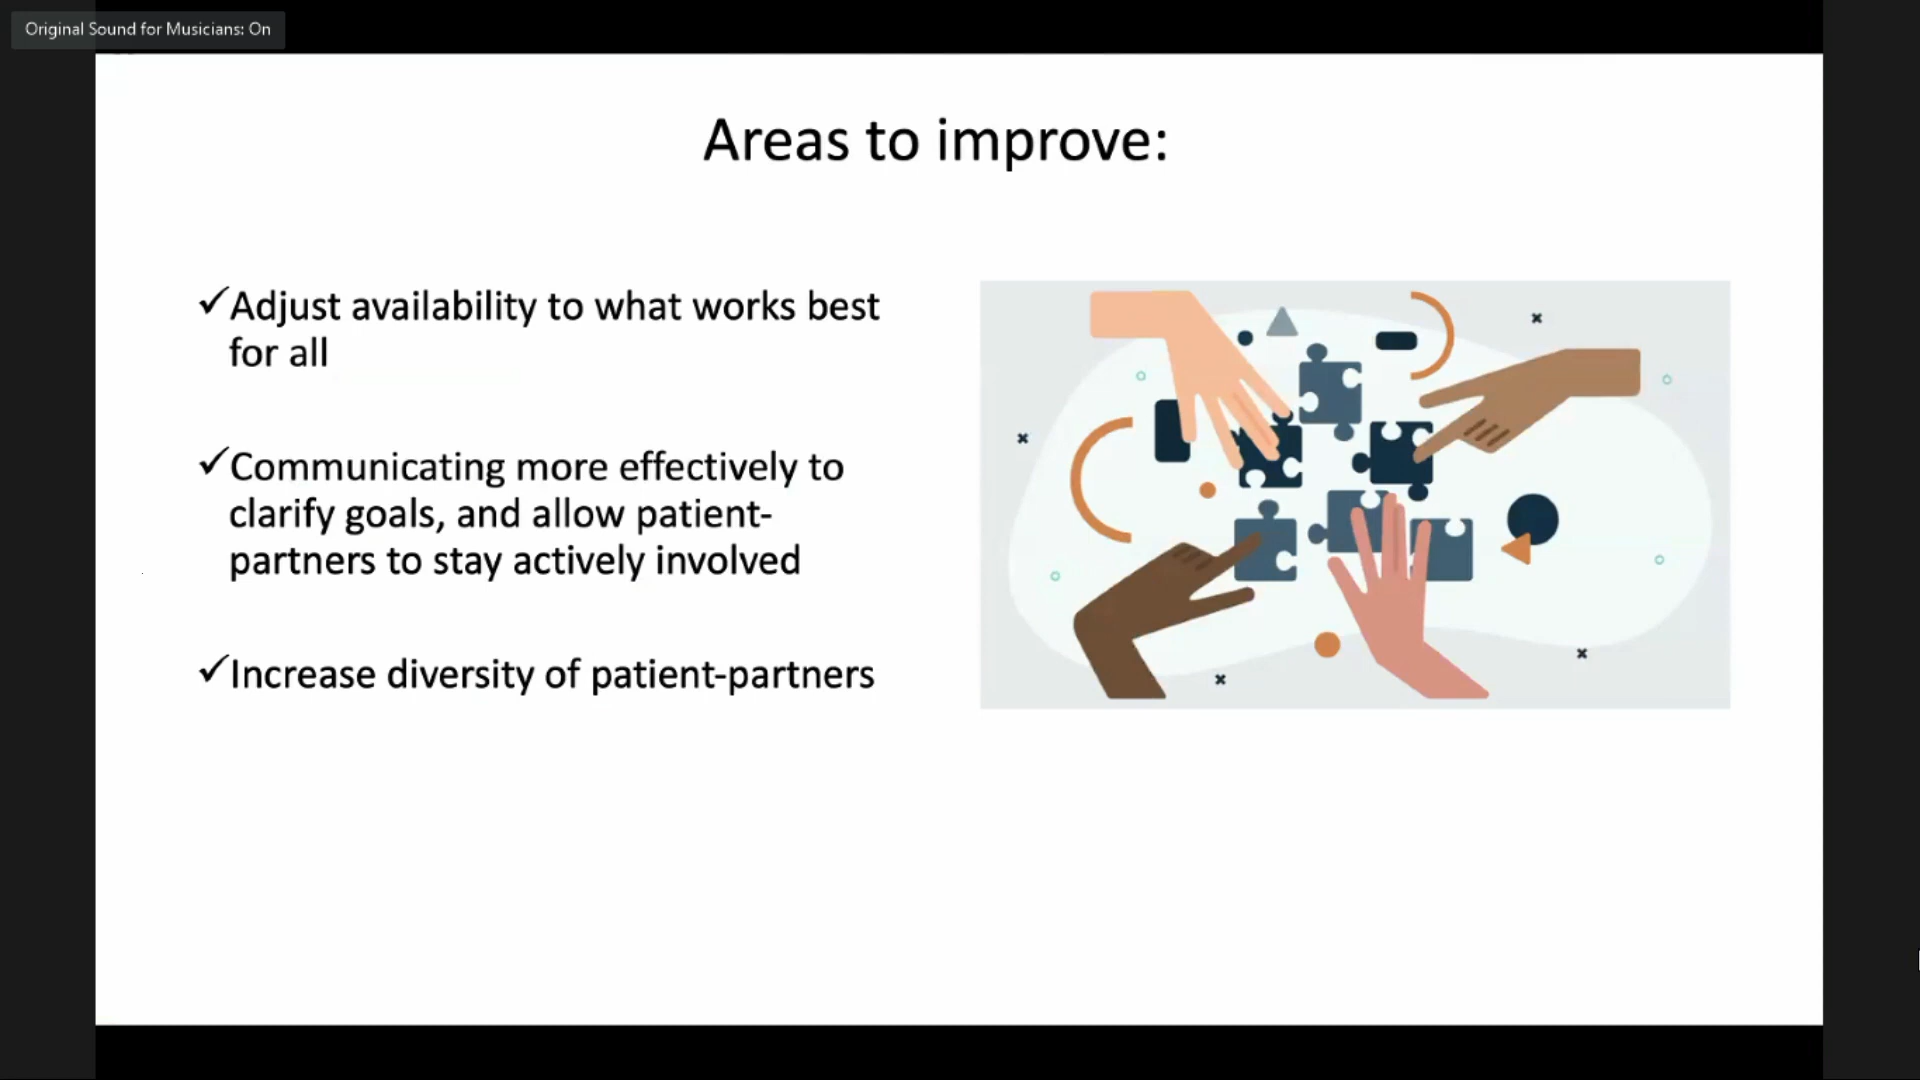 Original Sound for Musicians: On
Areas to improve:
✓Adjust availability to what works best
for all
✓Communicating more effectively to
clarify goals, and allow patient-
partners to stay actively involved
✓Increase diversity of patient-partners